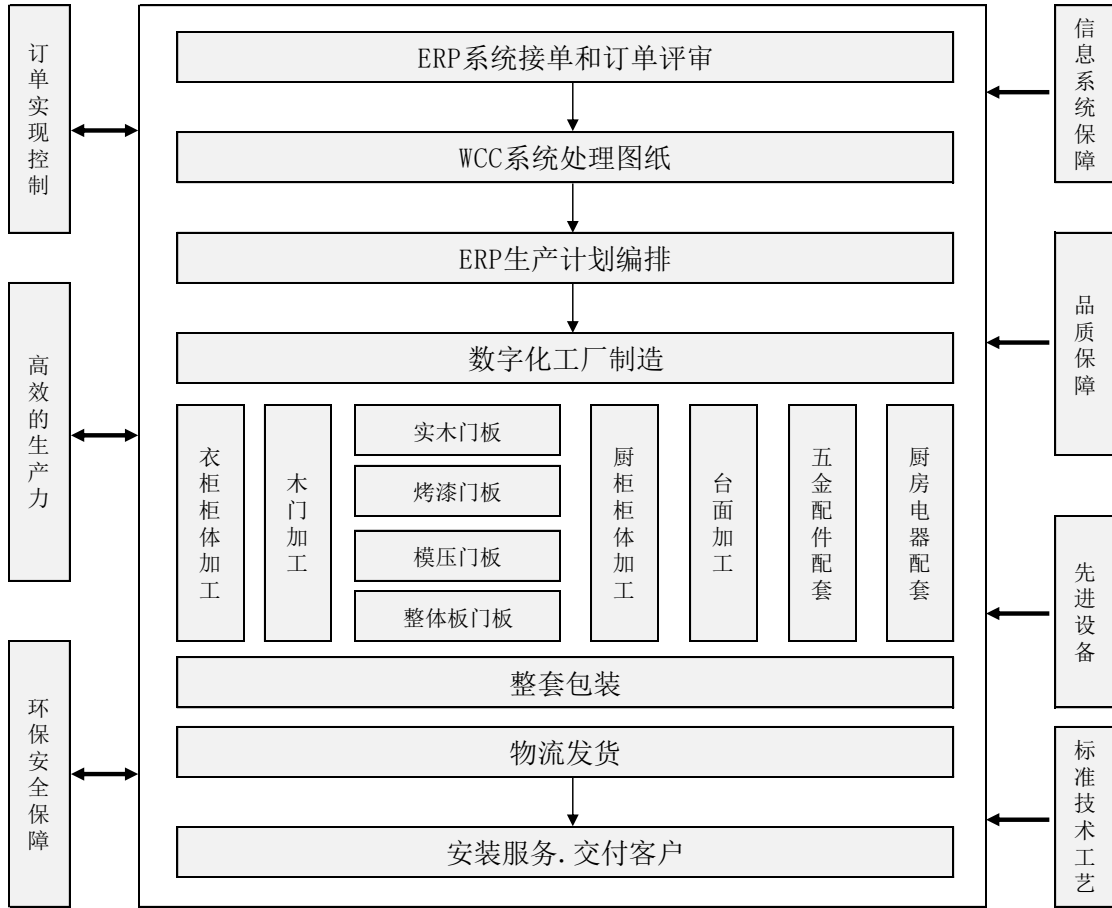 订单实现控制
高效的生产力
环保安全保障
ERP系统接单和订单评审
WCC系统处理图纸
ERP生产计划编排
数字化工厂制造
衣柜柜体加工
木门加工
实木门板
烤漆门板
模压门板
整体板门板
厨柜柜体加工
台面加工
五金配件配套
厨房电器配套
整套包装
物流发货
安装服务.交付客户
信息系统保障
品质保障
先进设备
标准技术工艺